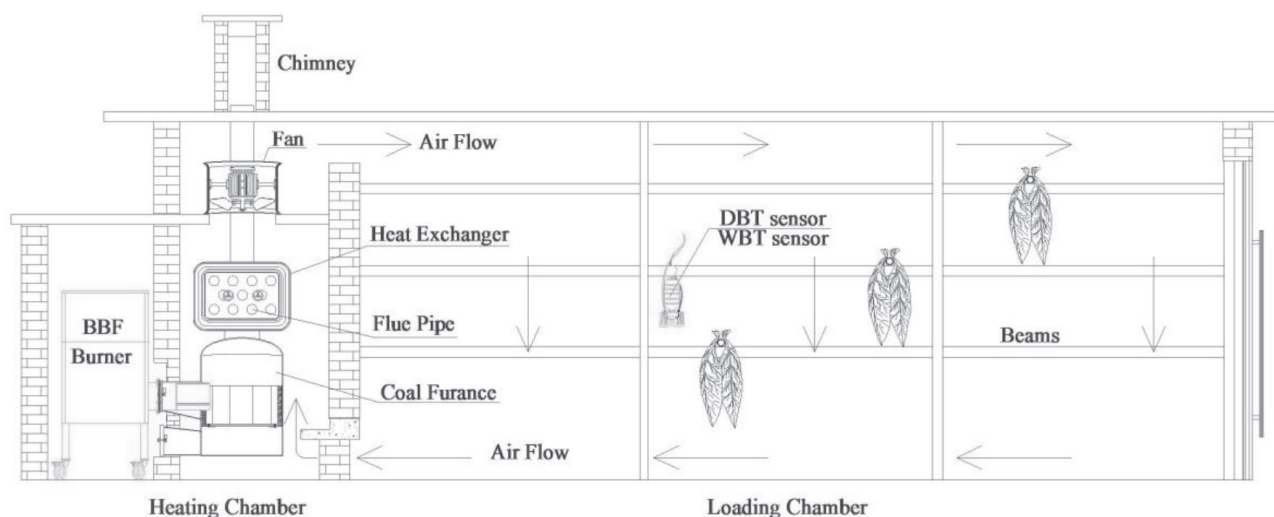 Chimney
Fan
Air Flow
DBT sensor
WBT sensor
Heat Exchanger
BBF
Burner
Flue Pipe
Beams
Coal Furance
Air Flow
Heating Chamber
Loading Chamber